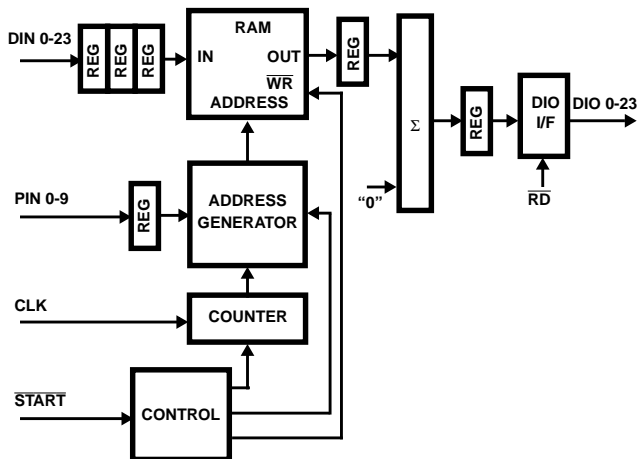 DIN 0-23
REG
REG
REG
RAM
IN
OUT
WR
ADDRESS
REG
Σ
"0"
REG
DIO
I/F
DIO 0-23
RD
PIN 0-9
REG
ADDRESS
GENERATOR
CLK
COUNTER
START
CONTROL